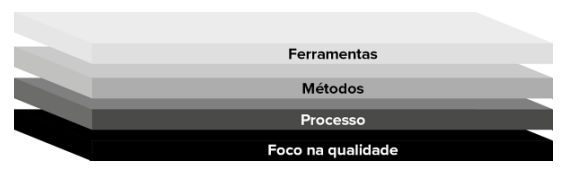 Ferramentas
Métodos
Processo
Foco na qualidade